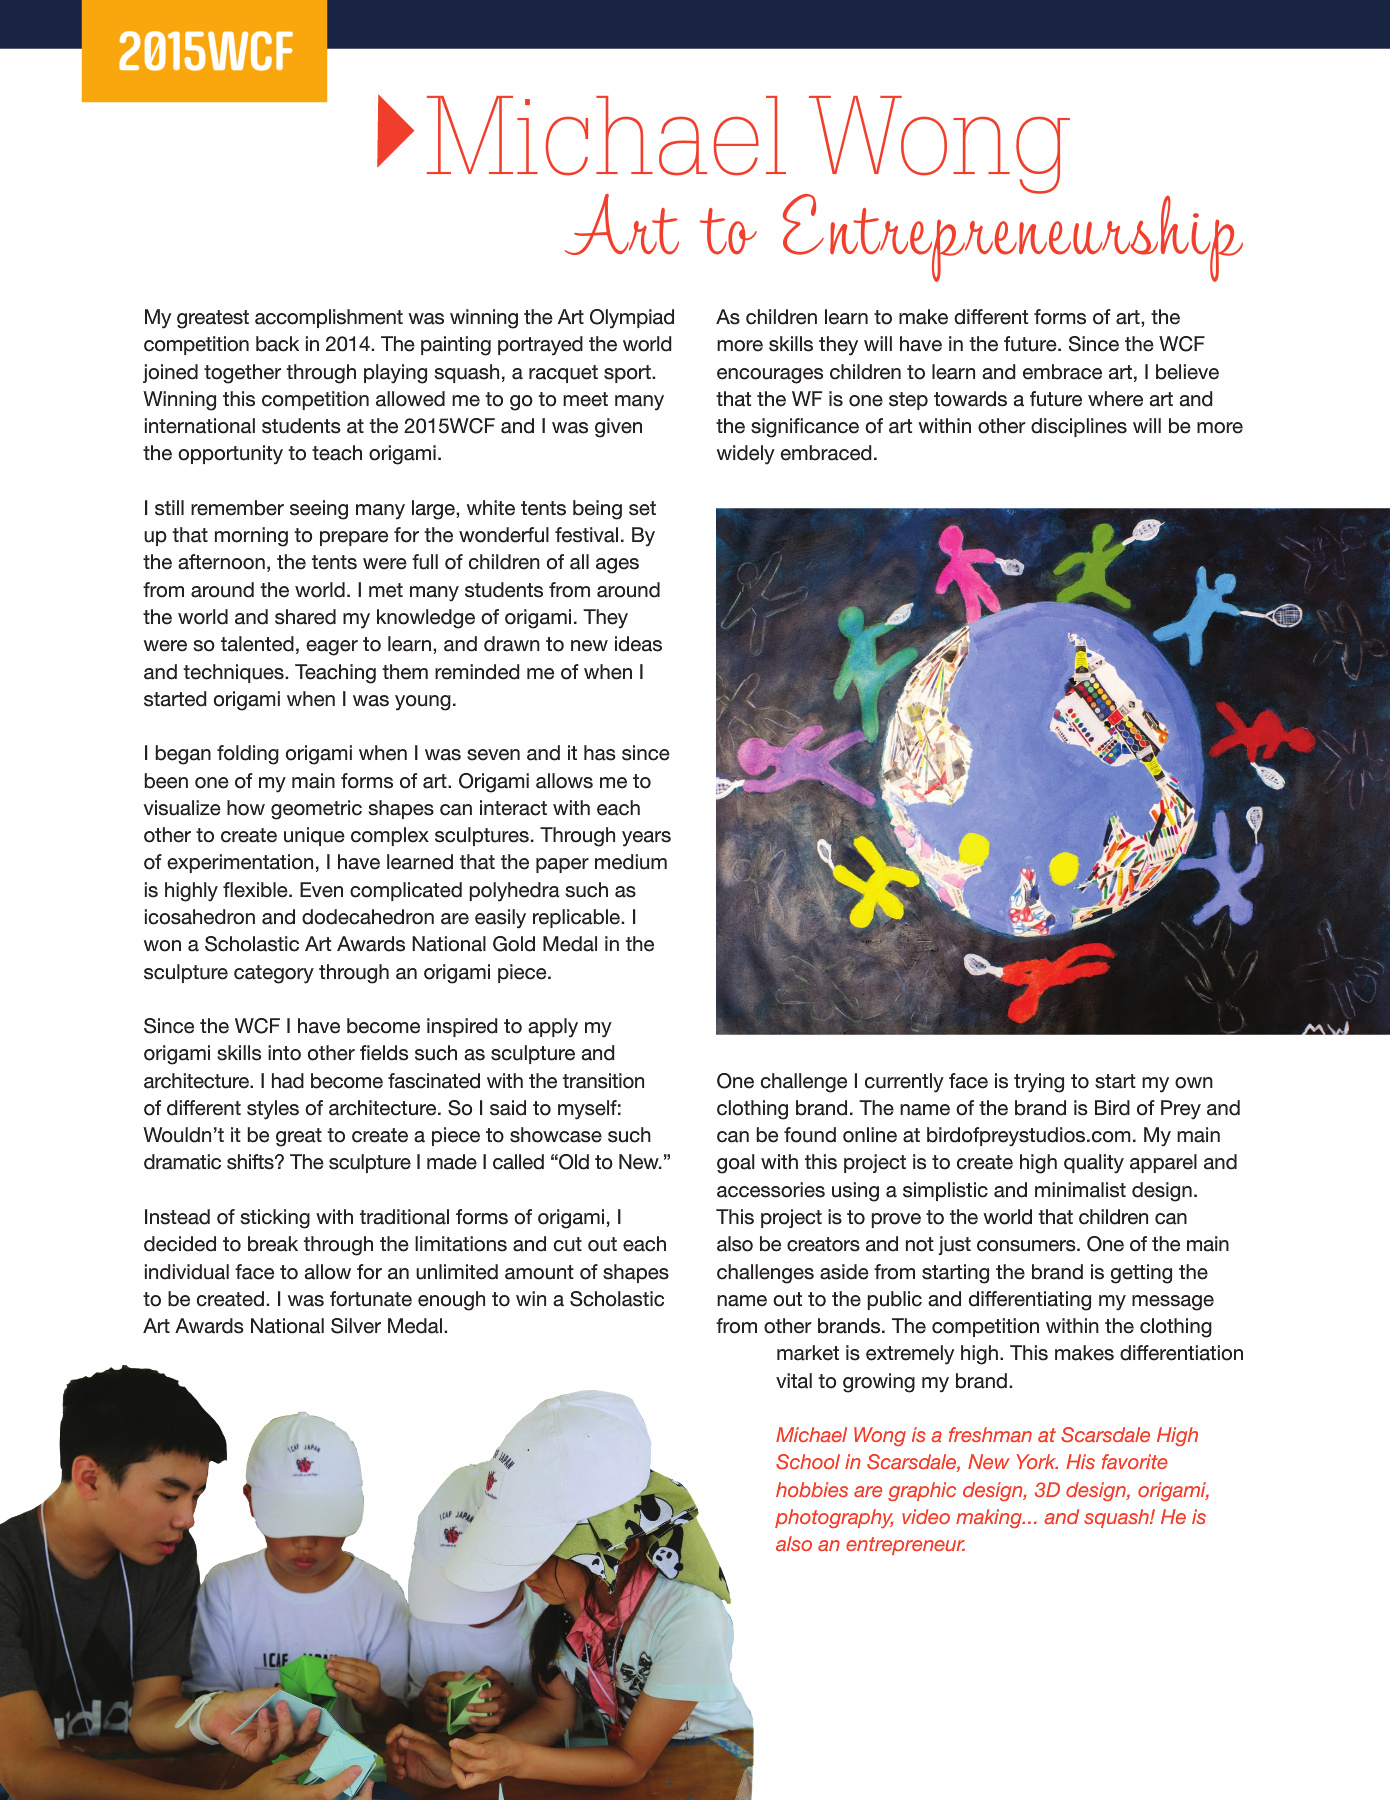 2015WCF
Michael Wong
Art to Entrepreneurship
My greatest accomplishment was winning the Art Olympiad
competition back in 2014. The painting portrayed the world
joined together through playing squash, a racquet sport.
Winning this competition allowed me to go to meet many
international students at the 2015WCF and I was given
the opportunity to teach origami.
I still remember seeing many large, white tents being set
up that morning to prepare for the wonderful festival. By
the afternoon, the tents were full of children of all ages
from around the world. I met many students from around
the world and shared my knowledge of origami. They
were so talented, eager to learn, and drawn to new ideas
and techniques. Teaching them reminded me of when I
started origami when I was young.
I began folding origami when I was seven and it has since
been one of my main forms of art. Origami allows me to
visualize how geometric shapes can interact with each
other to create unique complex sculptures. Through years
of experimentation, I have learned that the paper medium
is highly flexible. Even complicated polyhedra such as
icosahedron and dodecahedron are easily replicable. I
won a Scholastic Art Awards National Gold Medal in the
sculpture category through an origami piece.
Since the WCF I have become inspired to apply my
origami skills into other fields such as sculpture and
architecture. I had become fascinated with the transition
of different styles of architecture. So I said to myself:
Wouldn’t it be great to create a piece to showcase such
dramatic shifts? The sculpture I made I called “Old to New.”
Instead of sticking with traditional forms of origami, I
decided to break through the limitations and cut out each
individual face to allow for an unlimited amount of shapes
to be created. I was fortunate enough to win a Scholastic
Art Awards National Silver Medal.
As children learn to make different forms of art, the
more skills they will have in the future. Since the WCF
encourages children to learn and embrace art, I believe
that the WF is one step towards a future where art and
the significance of art within other disciplines will be more
widely embraced.
MW
One challenge I currently face is trying to start my own
clothing brand. The name of the brand is Bird of Prey and
can be found online at birdofpreystudios.com. My main
goal with this project is to create high quality apparel and
accessories using a simplistic and minimalist design.
This project is to prove to the world that children can
also be creators and not just consumers. One of the main
challenges aside from starting the brand is getting the
name out to the public and differentiating my message
from other brands. The competition within the clothing
market is extremely high. This makes differentiation
vital to growing my brand.
Michael Wong is a freshman at Scarsdale High
School in Scarsdale, New York. His favorite
hobbies are graphic design, 3D design, origami,
photography, video making... and squash! He is
also an entrepreneur.
ICAF JAPAN
ICAF JAPAN
JAPAN
ICAF JAPAN